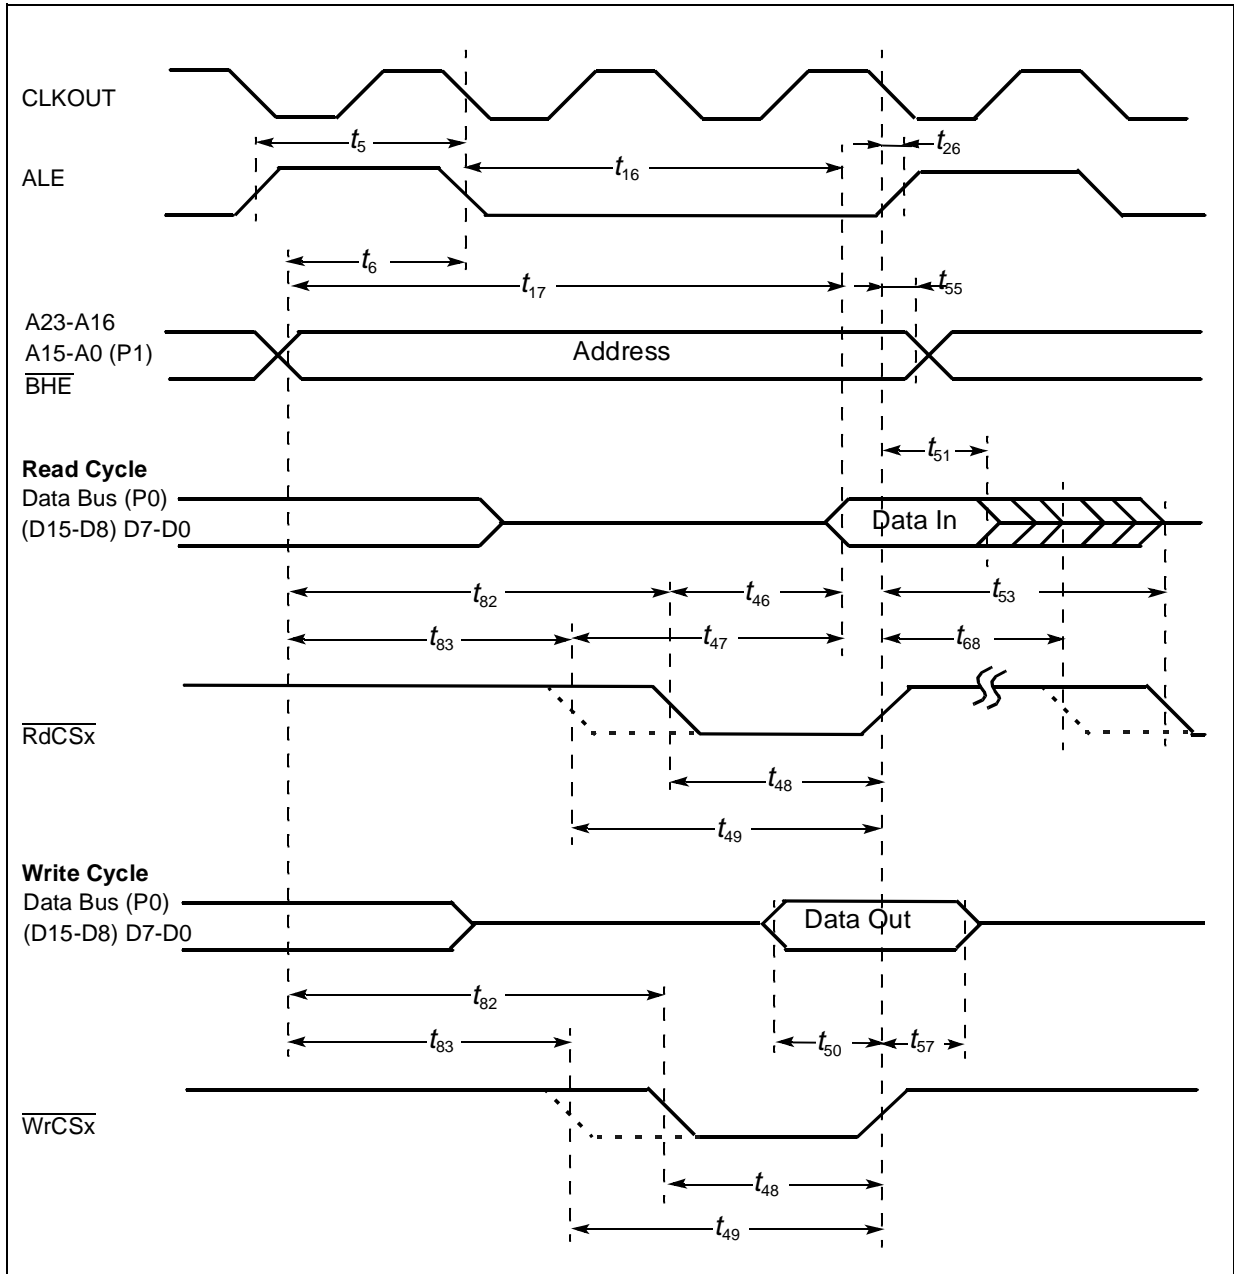 CLKOUT
t5
t26
t16
ALE
t6
t17
t55
A23-A16
A15-A0 (P1)
Address
BHE
t51
Read Cycle
Data Bus (P0)
(D15-D8) D7-D0
Data In
t82
t46
t53
t83
t47
t68
RdCSx
t48
t49
Write Cycle
Data Bus (P0)
(D15-D8) D7-D0
Data Out
t82
t83
t50
t57
WrCSx
t48
t49